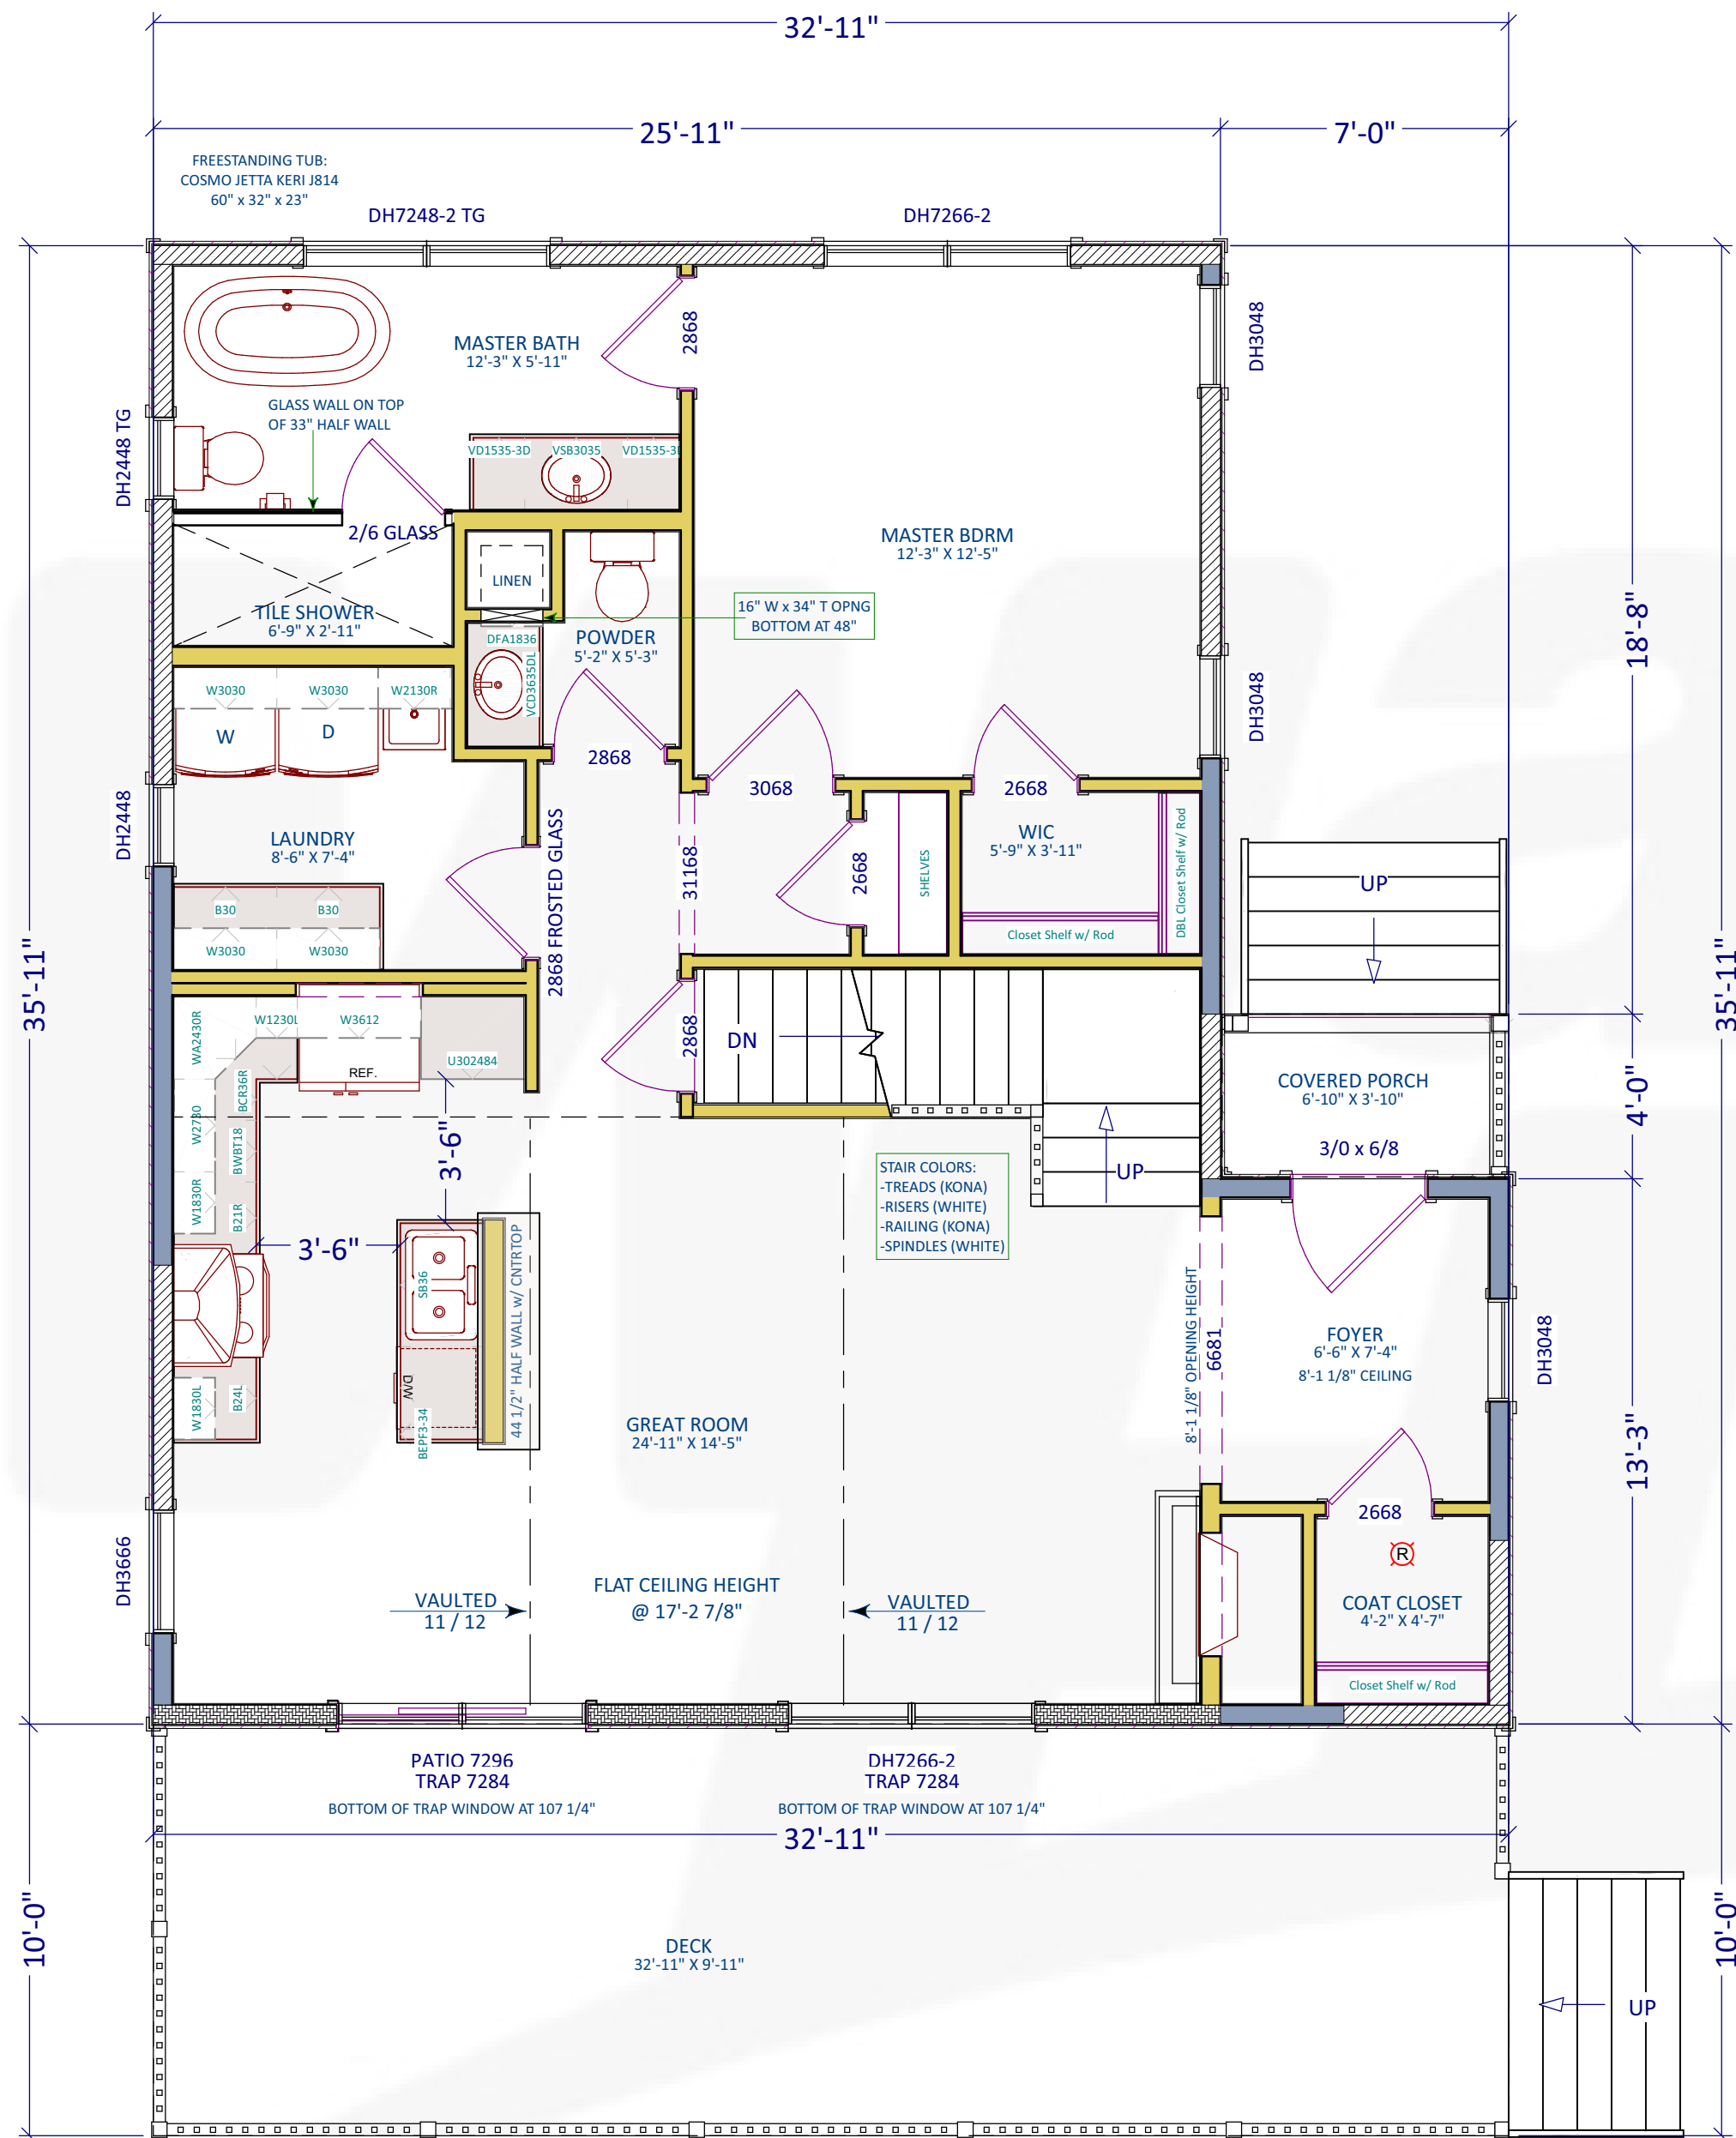 32'-11"
25'-11"
7'-0"
FREESTANDING TUB:
COSMO JETTA KERI J814
60" x 32" x 23"
DH7248-2 TG
DH7266-2
MASTER BATH
12'-3" X 5'-11"
2868
DH3048
GLASS WALL ON TOP
OF 33" HALF WALL
DH2448 TG
VD1535-3D
VSB3035
VD1535-3
2/6 GLASS
MASTER BDRM
12'-3" X 12'-5"
LINEN
16" W x 34" T OPNG
BOTTOM AT 48"
TILE SHOWER
6'-9" X 2'-11"
DFA1836
POWDER
5'-2" X 5'-3"
VCD3635DL
18'-8"
W3030
W3030
W2130R
W
D
DH3048
2868
3068
2668
DH2448
LAUNDRY
8'-6" X 7'-4"
2868 FROSTED GLASS
31168
2668
SHELVES
WIC
5'-9" X 3'-11"
DBL Closet Shelf w/ Rod
Closet Shelf w/ Rod
UP
B30
B30
W3030
W3030
35'-11"
35'-11"
WA2430R
W1230L
W3612
REF.
U302484
BCR36R
2868
DN
COVERED PORCH
6'-10" X 3'-10"
4'-0"
W2730
BWBT18
3'-6"
3/0 x 6/8
UP
STAIR COLORS:
-TREADS (KONA)
-RISERS (WHITE)
-RAILING (KONA)
-SPINDLES (WHITE)
W1830R
B21R
3'-6"
SB36
44 1/2" HALF WALL w/ CNTRTOP
8'-1 1/8" OPENING HEIGHT
6681
FOYER
6'-6" X 7'-4"
8'-1 1/8" CEILING
DH3048
W1830L
B24L
D/W
BEPF3-34
GREAT ROOM
24'-11" X 14'-5"
13'-3"
2668
R
DH3666
VAULTED
11 / 12
FLAT CEILING HEIGHT
@ 17'-2 7/8"
VAULTED
11 / 12
COAT CLOSET
4'-2" X 4'-7"
Closet Shelf w/ Rod
PATIO 7296
TRAP 7284
BOTTOM OF TRAP WINDOW AT 107 1/4"
DH7266-2
TRAP 7284
BOTTOM OF TRAP WINDOW AT 107 1/4"
32'-11"
10'-0"
DECK
32'-11" X 9'-11"
10'-0"
UP